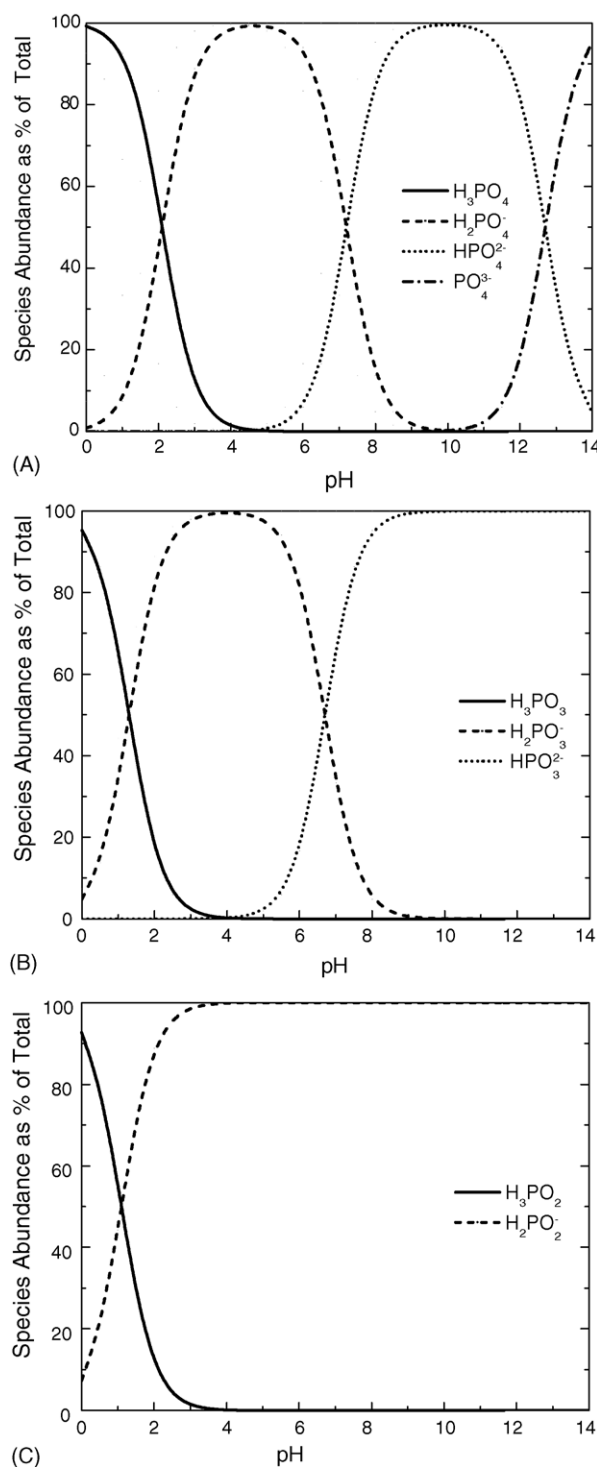 100
80
60
40
20
0
Species Abundance as % of Total
H₃PO₄
H₂PO₄⁻
HPO₄²⁻
PO₄³⁻
0 2 4 6 8 10 12 14
(A)
pH
100
80
60
40
20
0
Species Abundance as % of Total
H₃PO₃
H₂PO₃⁻
HPO₃²⁻
0 2 4 6 8 10 12 14
(B)
pH
100
80
60
40
20
0
Species Abundance as % of Total
H₃PO₂
H₂PO₂⁻
0 2 4 6 8 10 12 14
(C)
pH